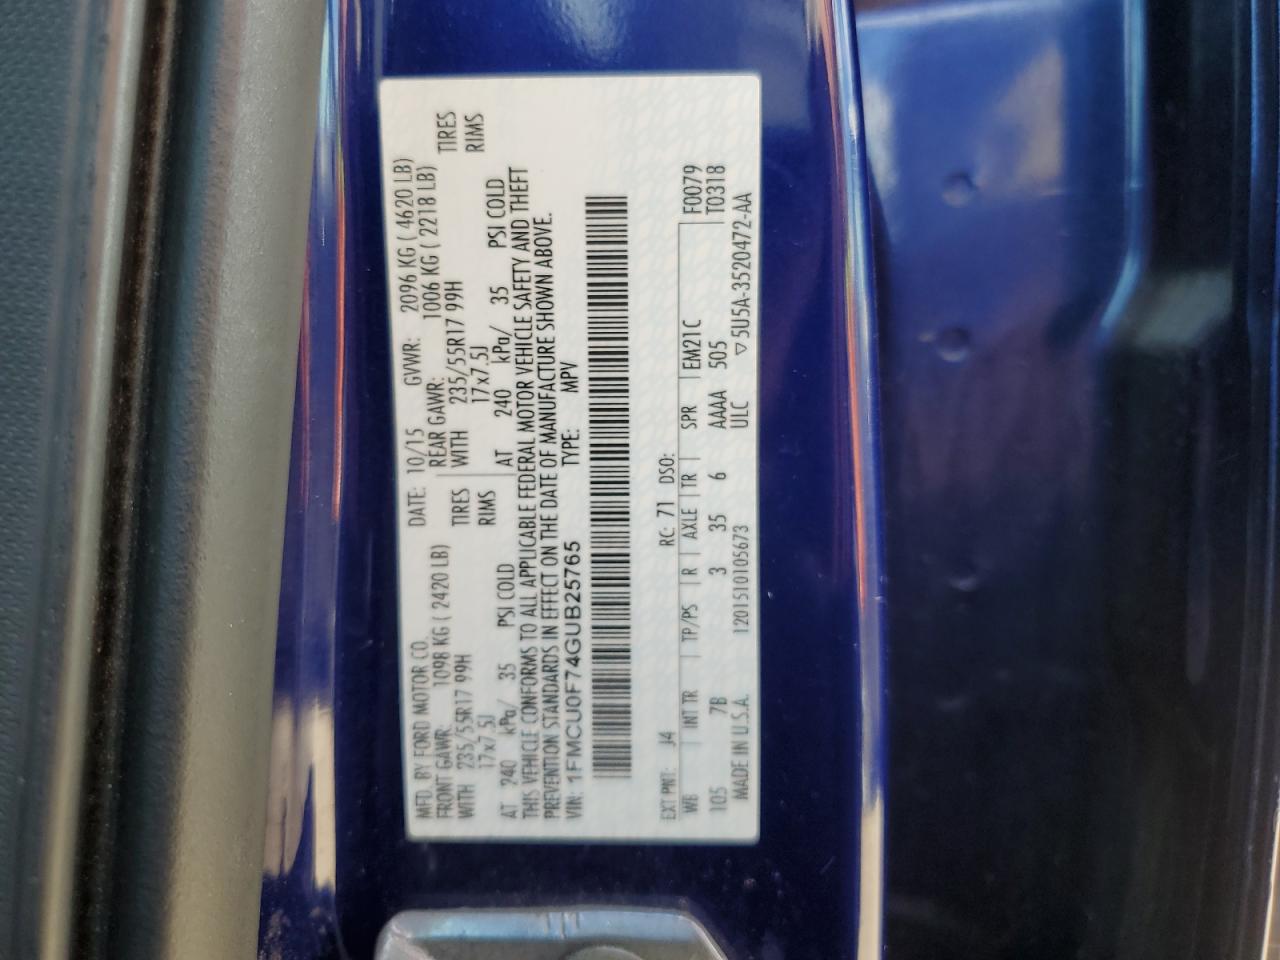 MFD. BY FORD MOTOR CO. DATE: 10/15 GVWR: 2096 KG ( 4620 LB)
FRONT GAWR: 1098 KG ( 2420 LB) REAR GAWR: 1006 KG ( 2218 LB)
WITH 235/55R17 99H TIRES WITH 235/55R17 99H TIRES
17x7.5J RIMS 17x7.5J RIMS
AT 240 kPa/ 35 PSI COLD AT 240 kPa/ 35 PSI COLD
THIS VEHICLE CONFORMS TO ALL APPLICABLE FEDERAL MOTOR VEHICLE SAFETY AND THEFT
PREVENTION STANDARDS IN EFFECT ON THE DATE OF MANUFACTURE SHOWN ABOVE.
VIN: 1FMCU0F74GUB25765 TYPE: MPV
EXT PNT: J4 RC: 71 DSO:
WB INT TR TP/PS R AXLE TR SPR EM21C F0079
105 7B 3 35 6 AAAA 505 T0318
MADE IN U.S.A. 1201510105673 ULC ▽5U5A-3520472-AA